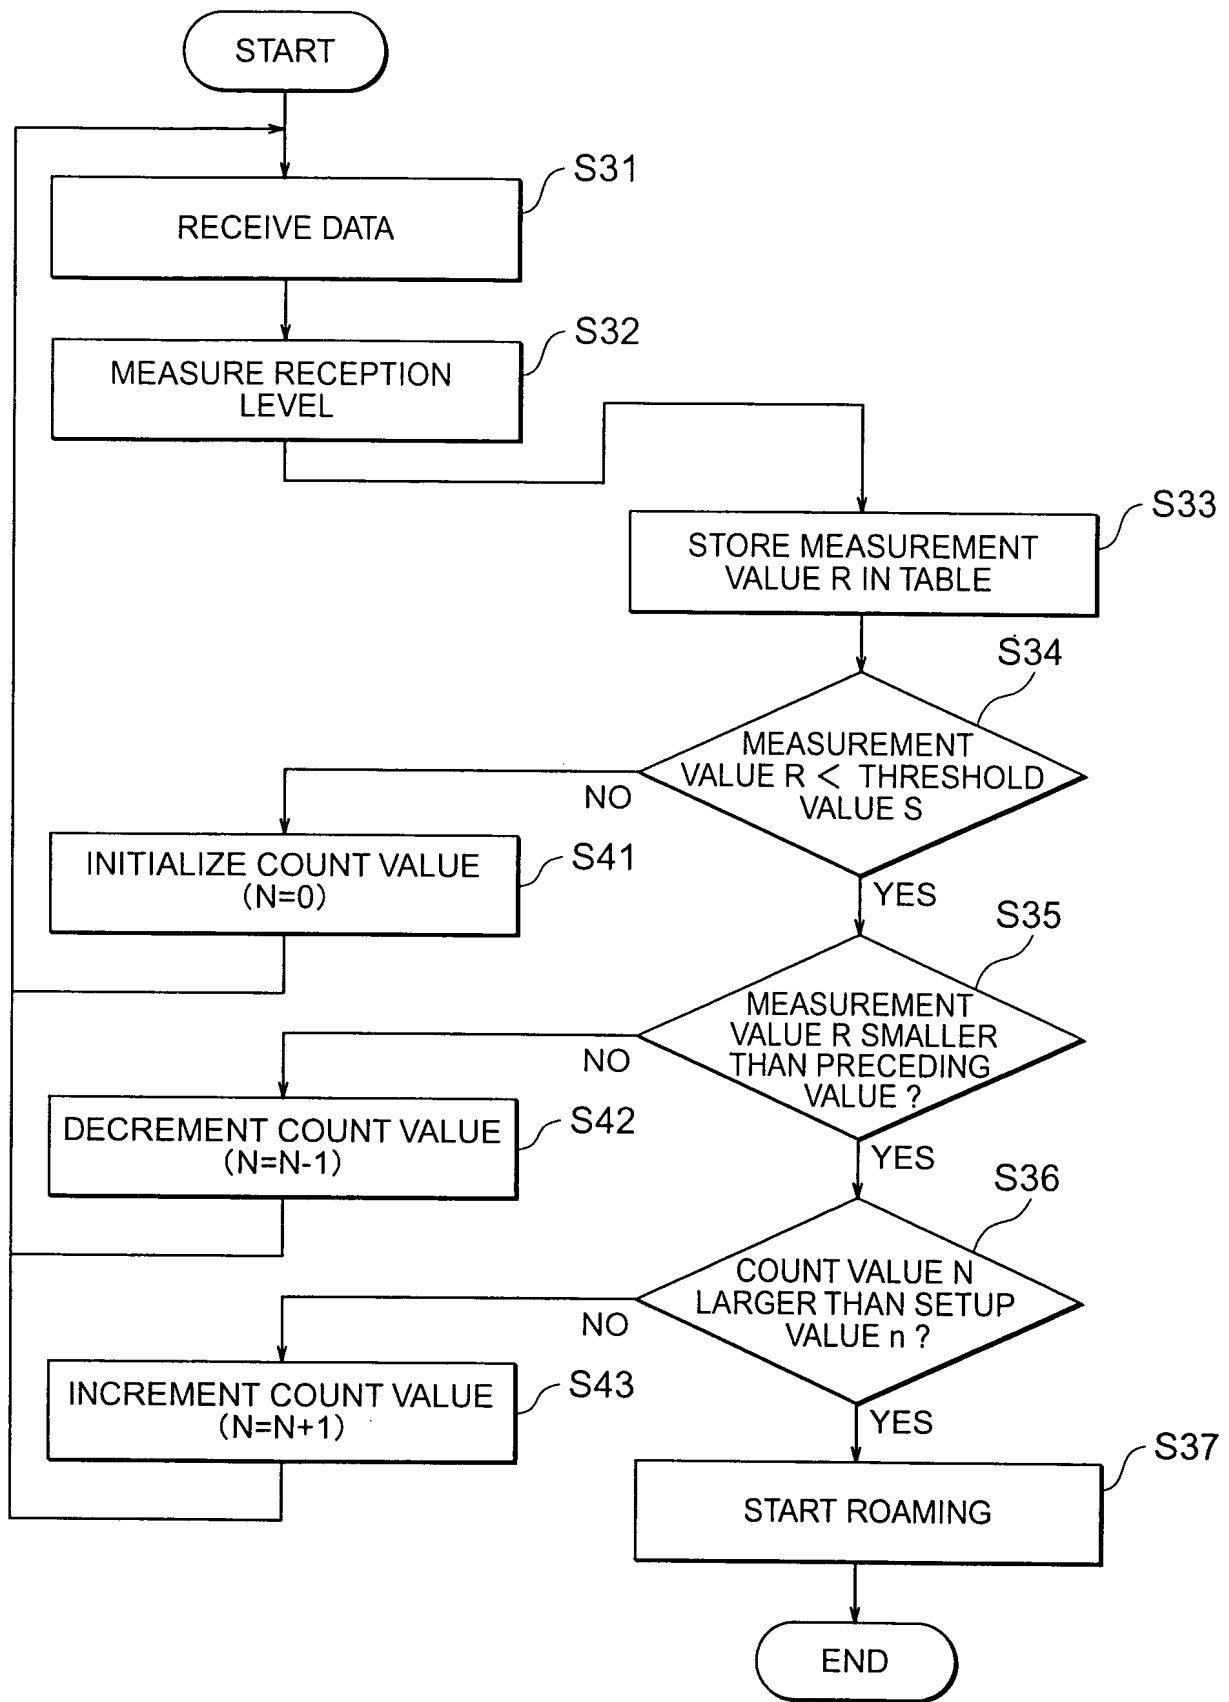 START
S31
RECEIVE DATA
S32
MEASURE RECEPTION
LEVEL
S33
STORE MEASUREMENT
VALUE R IN TABLE
S34
MEASUREMENT
VALUE R < THRESHOLD
VALUE S
NO
YES
S41
INITIALIZE COUNT VALUE
(N=0)
S35
MEASUREMENT
VALUE R SMALLER
THAN PRECEDING
VALUE ?
NO
YES
S42
DECREMENT COUNT VALUE
(N=N-1)
S36
COUNT VALUE N
LARGER THAN SETUP
VALUE n ?
NO
YES
S43
INCREMENT COUNT VALUE
(N=N+1)
S37
START ROAMING
END